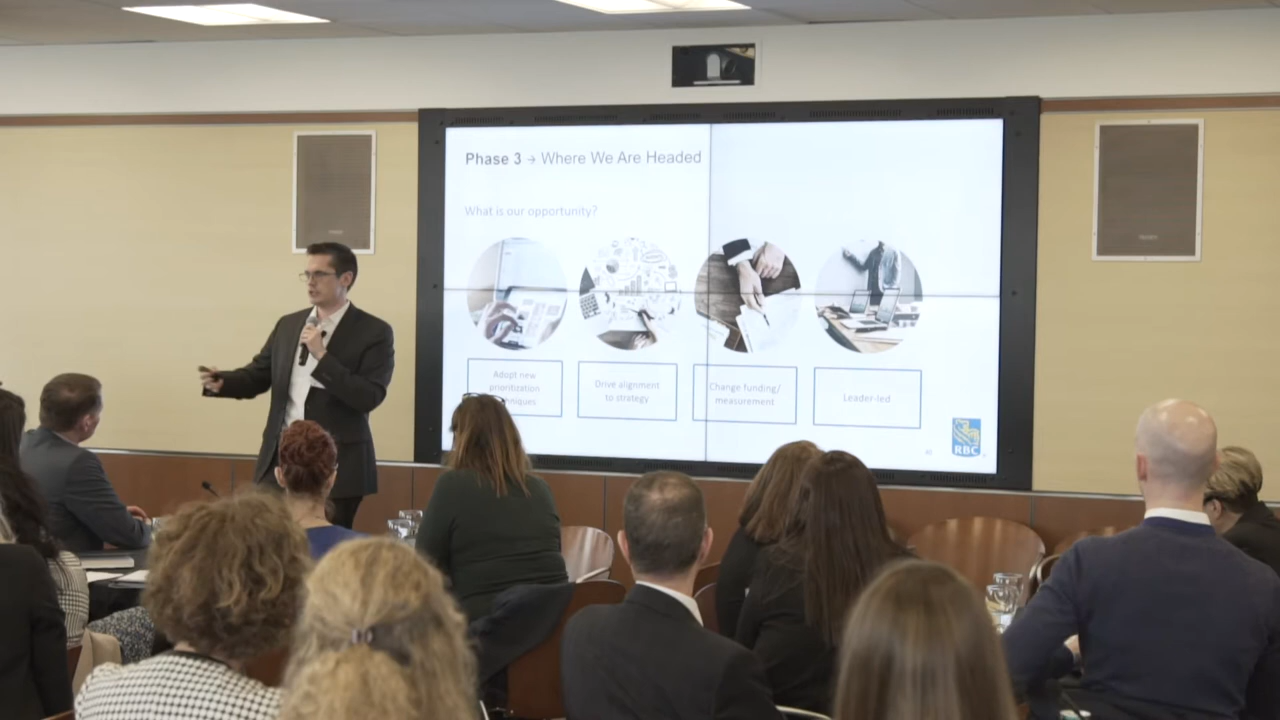 Phase 3 → Where We Are Headed
What is our opportunity?
Adopt new
prioritization
Drive alignment
to strategy
Change funding/
measurement
Leader-led
RBC